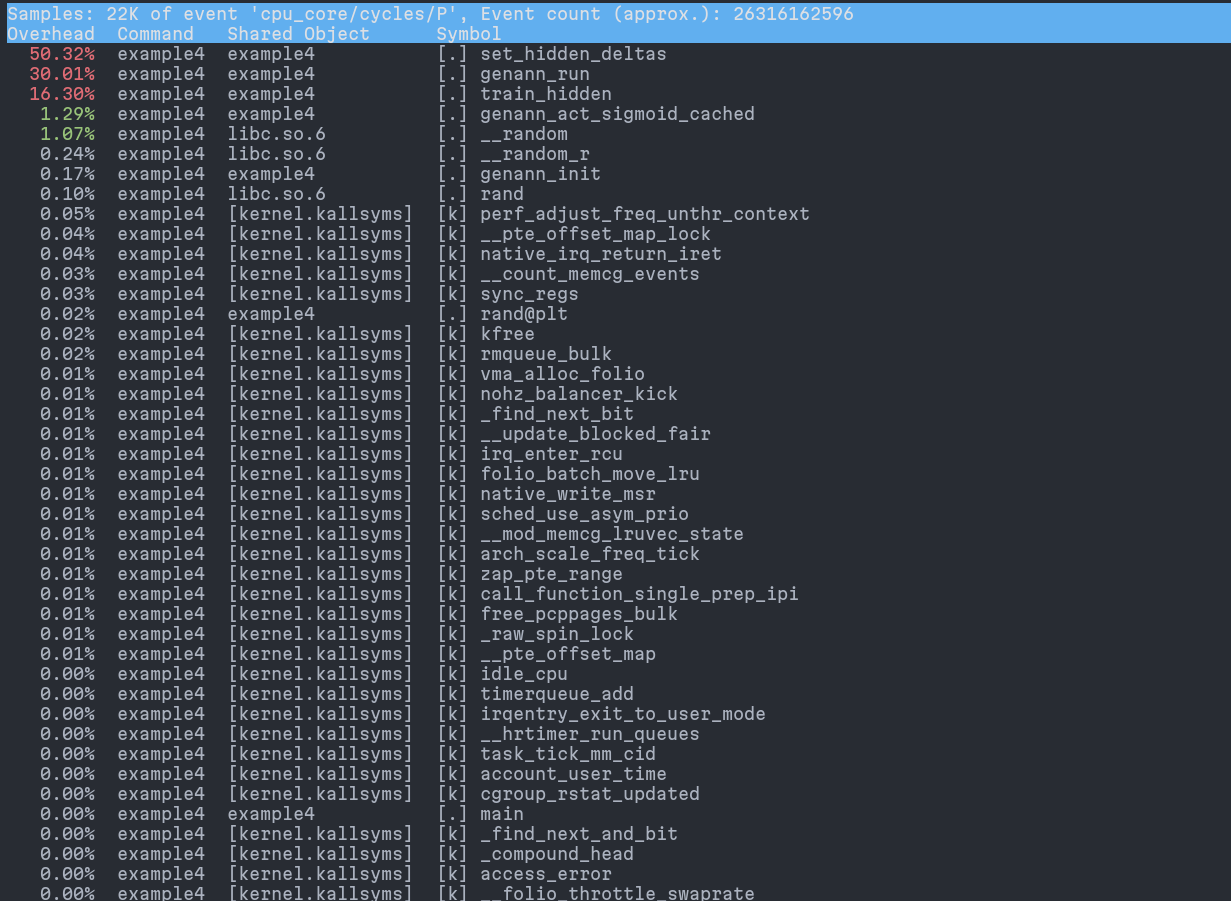 Samples: 22K of event 'cpu_core/cycles/P', Event count (approx.): 26316162596
Overhead  Command  Shared Object      Symbol
  50.32%  example4  example4           [.] set_hidden_deltas
  30.01%  example4  example4           [.] genann_run
  16.30%  example4  example4           [.] train_hidden
   1.29%  example4  example4           [.] genann_act_sigmoid_cached
   1.07%  example4  libc.so.6          [.] __random
   0.24%  example4  libc.so.6          [.] __random_r
   0.17%  example4  example4           [.] genann_init
   0.10%  example4  libc.so.6          [.] rand
   0.05%  example4  [kernel.kallsyms]  [k] perf_adjust_freq_unthr_context
   0.04%  example4  [kernel.kallsyms]  [k] __pte_offset_map_lock
   0.04%  example4  [kernel.kallsyms]  [k] native_irq_return_iret
   0.03%  example4  [kernel.kallsyms]  [k] __count_memcg_events
   0.03%  example4  [kernel.kallsyms]  [k] sync_regs
   0.02%  example4  example4           [.] rand@plt
   0.02%  example4  [kernel.kallsyms]  [k] kfree
   0.02%  example4  [kernel.kallsyms]  [k] rmqueue_bulk
   0.01%  example4  [kernel.kallsyms]  [k] vma_alloc_folio
   0.01%  example4  [kernel.kallsyms]  [k] nohz_balancer_kick
   0.01%  example4  [kernel.kallsyms]  [k] _find_next_bit
   0.01%  example4  [kernel.kallsyms]  [k] __update_blocked_fair
   0.01%  example4  [kernel.kallsyms]  [k] irq_enter_rcu
   0.01%  example4  [kernel.kallsyms]  [k] folio_batch_move_lru
   0.01%  example4  [kernel.kallsyms]  [k] native_write_msr
   0.01%  example4  [kernel.kallsyms]  [k] sched_use_asym_prio
   0.01%  example4  [kernel.kallsyms]  [k] __mod_memcg_lruvec_state
   0.01%  example4  [kernel.kallsyms]  [k] arch_scale_freq_tick
   0.01%  example4  [kernel.kallsyms]  [k] zap_pte_range
   0.01%  example4  [kernel.kallsyms]  [k] call_function_single_prep_ipi
   0.01%  example4  [kernel.kallsyms]  [k] free_pcppages_bulk
   0.01%  example4  [kernel.kallsyms]  [k] _raw_spin_lock
   0.01%  example4  [kernel.kallsyms]  [k] __pte_offset_map
   0.00%  example4  [kernel.kallsyms]  [k] idle_cpu
   0.00%  example4  [kernel.kallsyms]  [k] timerqueue_add
   0.00%  example4  [kernel.kallsyms]  [k] irqentry_exit_to_user_mode
   0.00%  example4  [kernel.kallsyms]  [k] __hrtimer_run_queues
   0.00%  example4  [kernel.kallsyms]  [k] task_tick_mm_cid
   0.00%  example4  [kernel.kallsyms]  [k] account_user_time
   0.00%  example4  [kernel.kallsyms]  [k] cgroup_rstat_updated
   0.00%  example4  example4           [.] main
   0.00%  example4  [kernel.kallsyms]  [k] _find_next_and_bit
   0.00%  example4  [kernel.kallsyms]  [k] _compound_head
   0.00%  example4  [kernel.kallsyms]  [k] access_error
   0.00%  example4  [kernel.kallsyms]  [k] __folio_throttle_swaprate